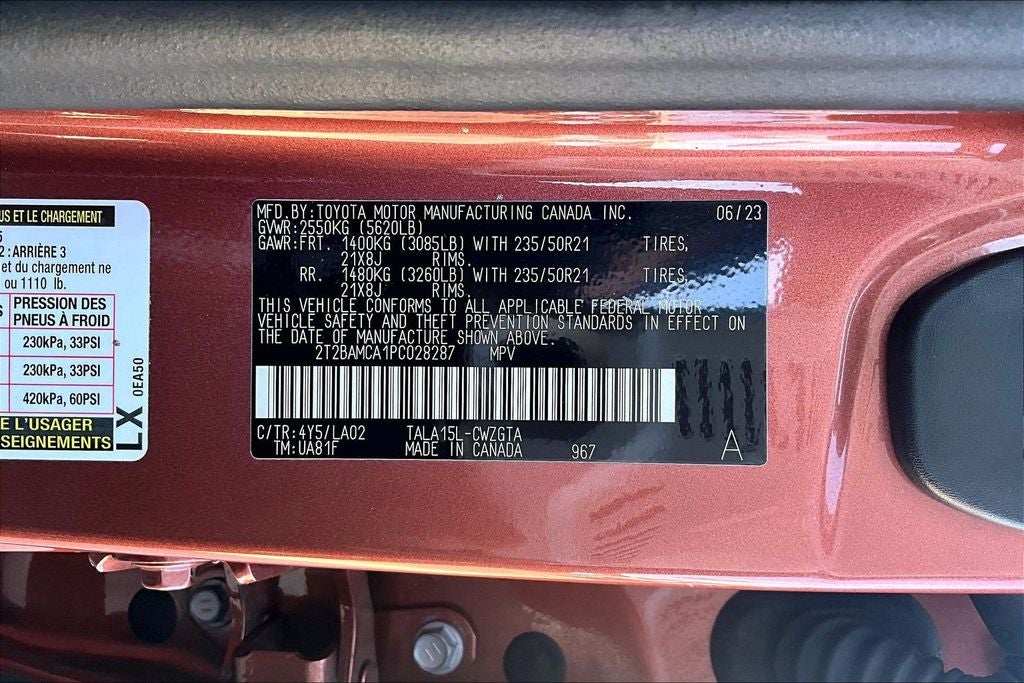 US ET LE CHARGEMENT
5
2 : ARRIÈRE 3
et du chargement ne
ou 1110 lb.
S PRESSION DES
PNEUS À FROID
230kPa, 33PSI
230kPa, 33PSI
420kPa, 60PSI
E L'USAGER
SEIGNEMENTS
LX 0EA50
MFD.BY:TOYOTA MOTOR MANUFACTURING CANADA INC. 06/23
GVWR:2550KG (5620LB)
GAWR:FRT. 1400KG (3085LB) WITH 235/50R21 TIRES,
21X8J RIMS.
RR. 1480KG (3260LB) WITH 235/50R21 TIRES,
21X8J RIMS.
THIS VEHICLE CONFORMS TO ALL APPLICABLE FEDERAL MOTOR
VEHICLE SAFETY AND THEFT PREVENTION STANDARDS IN EFFECT ON
THE DATE OF MANUFACTURE SHOWN ABOVE.
2T2BAMCA1PC028287 MPV
C/TR:4Y5/LA02 TALA15L-CWZGTA
TM:UA81F MADE IN CANADA 967 A